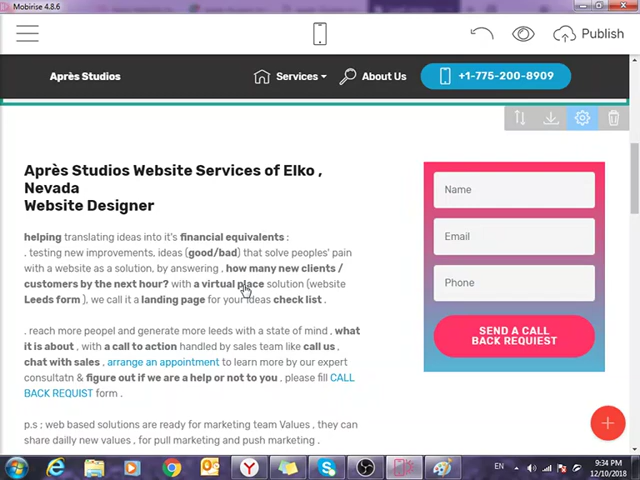 Mobirise 4.8.6
Publish
Après Studios
Services
About Us
+1-775-200-8909
Après Studios Website Services of Elko ,
Nevada
Website Designer
helping translating ideas into it's financial equivalents :
. testing new improvements, ideas (good/bad) that solve peoples' pain
with a website as a solution, by answering , how many new clients /
customers by the next hour? with a virtual place solution (website
Leeds form ), we call it a landing page for your ideas check list .
. reach more peopel and generate more leeds with a state of mind , what
it is about , with a call to action handled by sales team like call us ,
chat with sales , arrange an appointment to learn more by our expert
consultatn & figure out if we are a help or not to you , please fill CALL
BACK REQUIST form .
p.s ; web based solutions are ready for marketing team Values , they can
share dailly new values , for pull marketing and push marketing .
Name
Email
Phone
SEND A CALL
BACK REQUIEST
EN
9:34 PM
12/10/2018